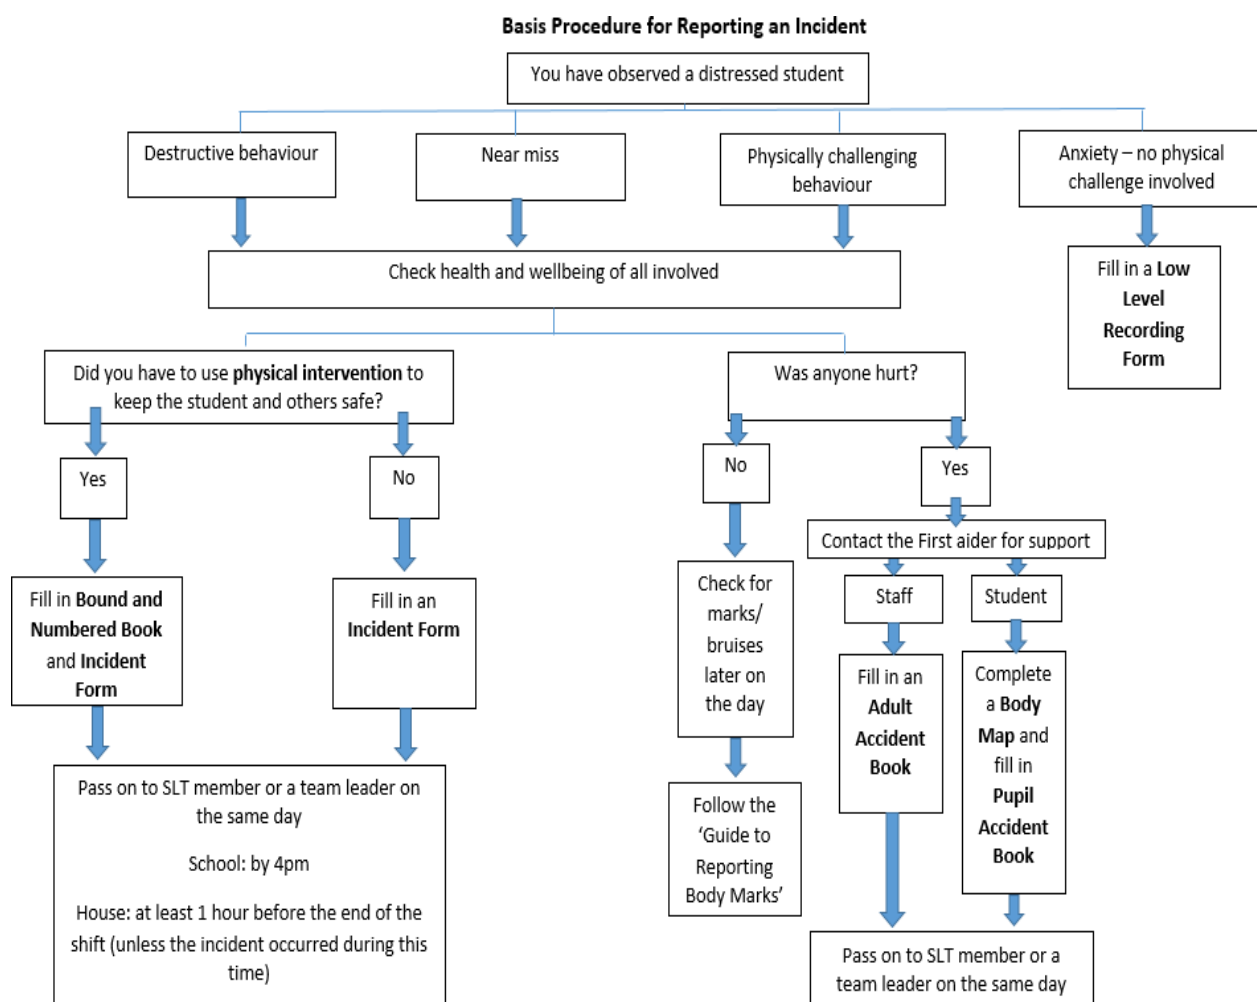 Basis Procedure for Reporting an Incident
You have observed a distressed student
Destructive behaviour
Near miss
Physically challenging
behaviour
Anxiety – no physical
challenge involved
Check health and wellbeing of all involved
Fill in a Low
Level
Recording
Form
Did you have to use physical intervention to
keep the student and others safe?
Was anyone hurt?
Yes
No
No
Yes
Contact the First aider for support
Fill in Bound and
Numbered Book
and Incident
Form
Fill in an
Incident Form
Check for
marks/
bruises
later on
the day
Staff
Student
Fill in an
Adult
Accident
Book
Complete
a Body
Map and
fill in
Pupil
Accident
Book
Pass on to SLT member or a team leader on
the same day
School: by 4pm
House: at least 1 hour before the end of the
shift (unless the incident occurred during this
time)
Follow the
‘Guide to
Reporting
Body Marks’
Pass on to SLT member or a
team leader on the same day